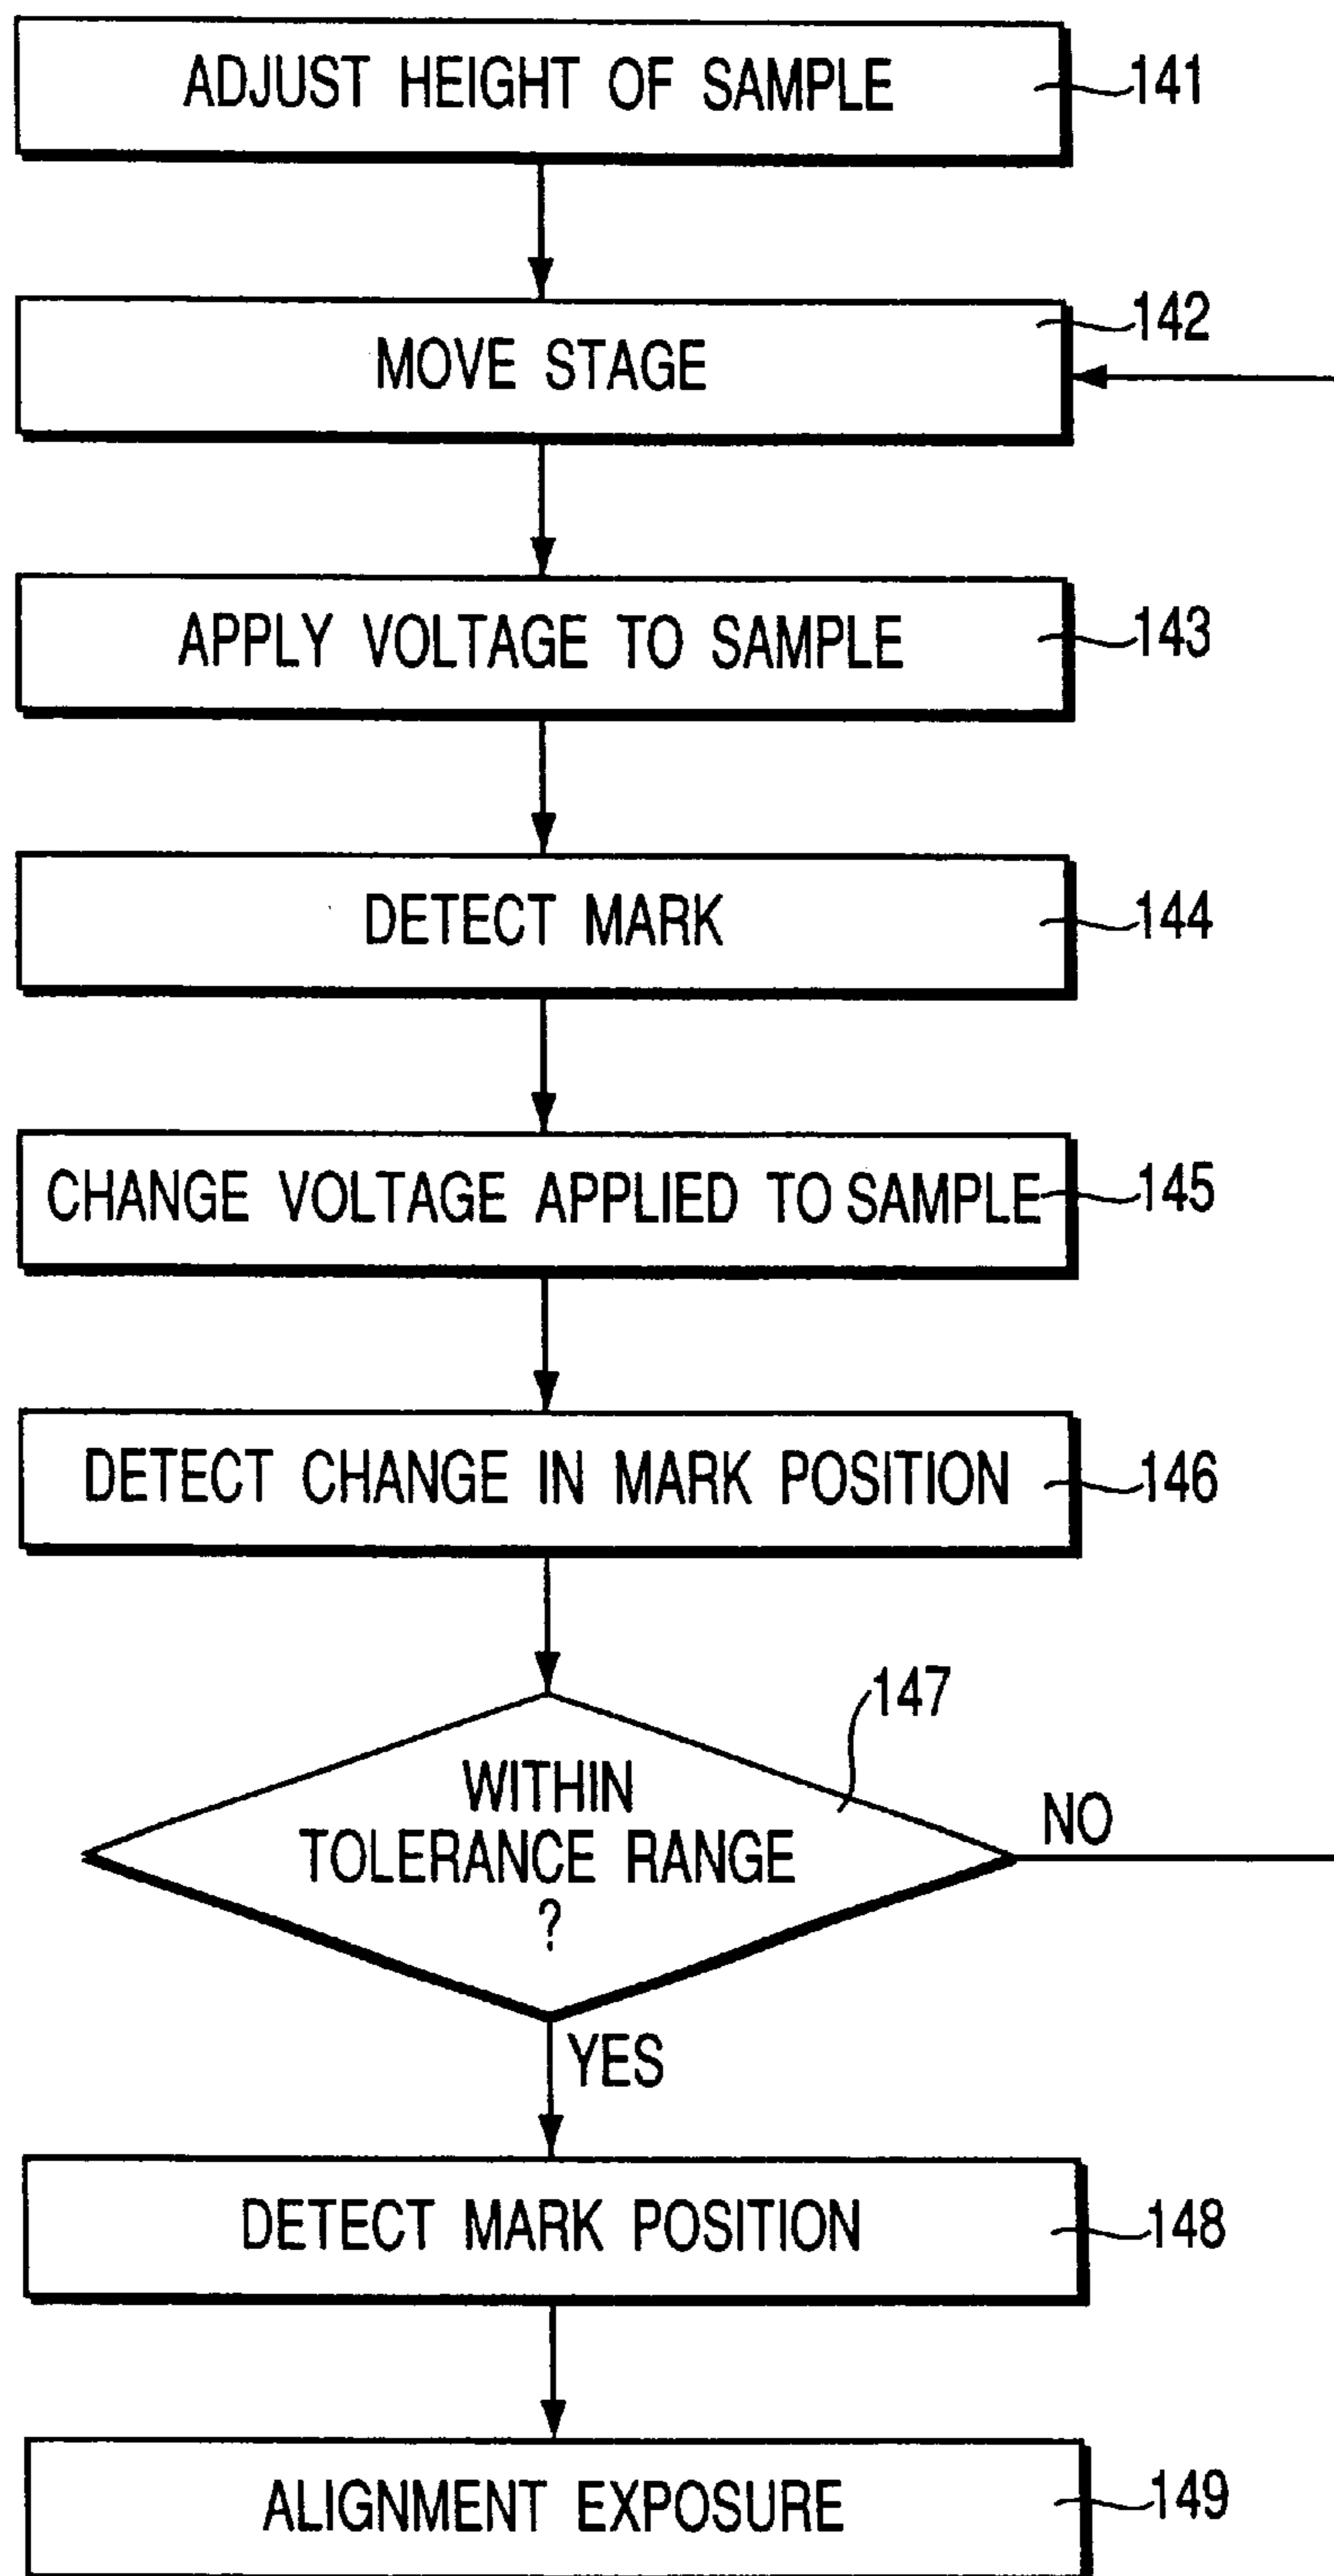 ADJUST HEIGHT OF SAMPLE 141
MOVE STAGE 142
APPLY VOLTAGE TO SAMPLE 143
DETECT MARK 144
CHANGE VOLTAGE APPLIED TO SAMPLE 145
DETECT CHANGE IN MARK POSITION 146
147
WITHIN
TOLERANCE RANGE
?
NO
YES
DETECT MARK POSITION 148
ALIGNMENT EXPOSURE 149